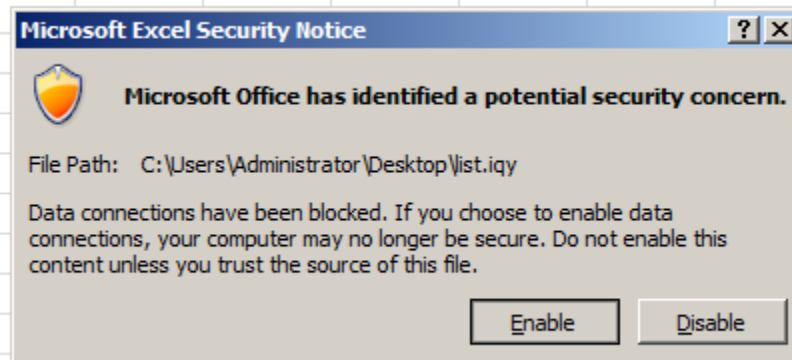 Microsoft Excel Security Notice
Microsoft Office has identified a potential security concern.
File Path: C:\Users\Administrator\Desktop\list.iqy
Data connections have been blocked. If you choose to enable data
connections, your computer may no longer be secure. Do not enable this
content unless you trust the source of this file.
Enable Disable